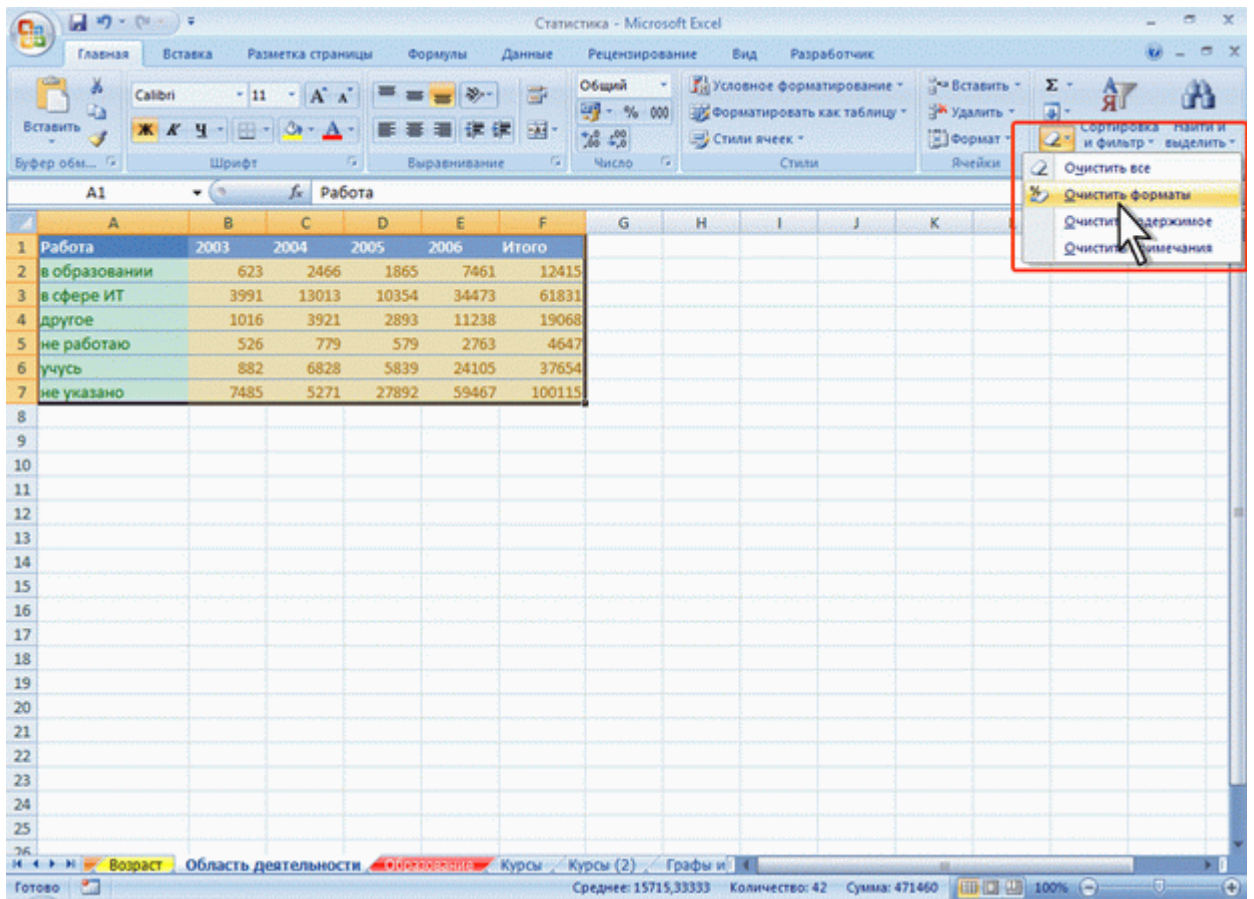 Статистика - Microsoft Excel
Главная Вставка Разметка страницы Формулы Данные Рецензирование Вид Разработчик
Calibri 11 Общий Условное форматирование Вставить Σ
Вставить Ж К Ч А % 000 Форматировать как таблицу Удалить
Стили ячеек Формат Сортировка и фильтр Найти и выделить
Буфер обм... Шрифт Выравнивание Число Стили Ячейки
Очистить все
Очистить форматы
A1 fx Работа
A B C D E F G H I J K
1 Работа 2003 2004 2005 2006 Итого
2 в образовании 623 2466 1865 7461 12415
3 в сфере ИТ 3991 13013 10354 34473 61831
4 другое 1016 3921 2893 11238 19068
5 не работаю 526 779 579 2763 4647
6 учусь 882 6828 5839 24105 37654
7 не указано 7485 5271 27892 59467 100115
8
9
10
11
12
13
14
15
16
17
18
19
20
21
22
23
24
25
26
Возраст Область деятельности Образование Курсы Курсы (2) Графы и
Готово Среднее: 15715,33333 Количество: 42 Сумма: 471460 100%